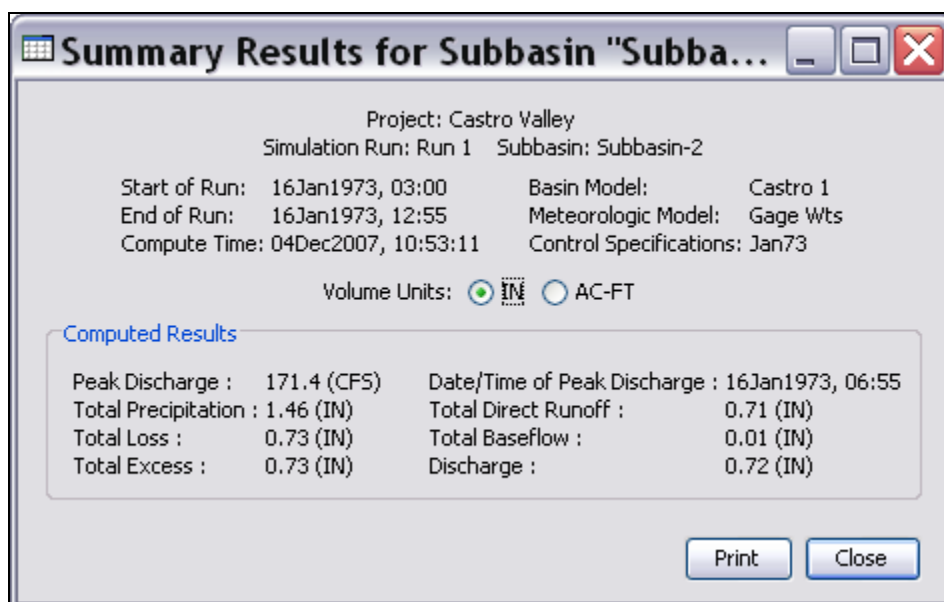 Summary Results for Subbasin "Subba...
Project: Castro Valley
Simulation Run: Run 1 Subbasin: Subbasin-2
Start of Run: 16Jan1973, 03:00 Basin Model: Castro 1
End of Run: 16Jan1973, 12:55 Meteorologic Model: Gage Wts
Compute Time: 04Dec2007, 10:53:11 Control Specifications: Jan73
Volume Units: IN AC-FT
Computed Results
Peak Discharge : 171.4 (CFS) Date/Time of Peak Discharge : 16Jan1973, 06:55
Total Precipitation : 1.46 (IN) Total Direct Runoff : 0.71 (IN)
Total Loss : 0.73 (IN) Total Baseflow : 0.01 (IN)
Total Excess : 0.73 (IN) Discharge : 0.72 (IN)
Print Close